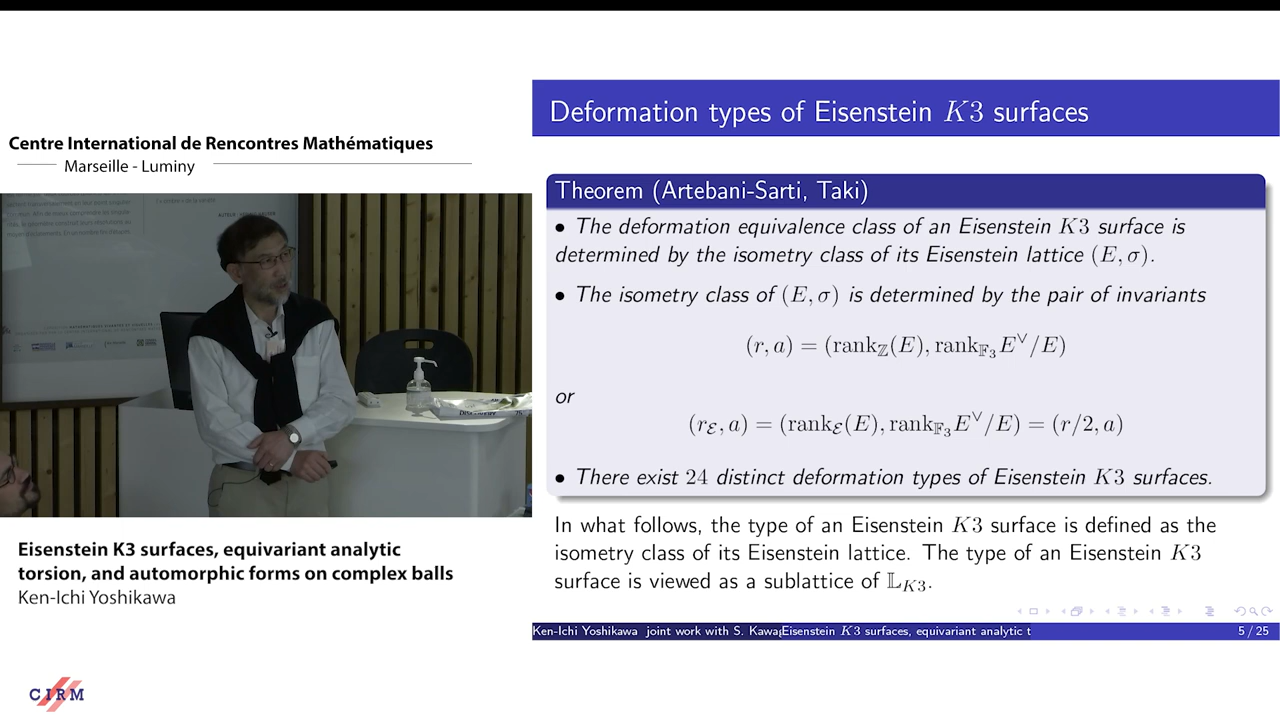 Centre International de Rencontres Mathématiques
Marseille - Luminy
Eisenstein K3 surfaces, equivariant analytic
torsion, and automorphic forms on complex balls
Ken-Ichi Yoshikawa
CIRM
Deformation types of Eisenstein K3 surfaces
Theorem (Artebani-Sarti, Taki)
• The deformation equivalence class of an Eisenstein K3 surface is
determined by the isometry class of its Eisenstein lattice (E, σ).
• The isometry class of (E, σ) is determined by the pair of invariants
(r, a) = (rank_ℤ(E), rank_{𝔽₃} E^∨/E)
or
(r_ℰ, a) = (rank_ℰ(E), rank_{𝔽₃} E^∨/E) = (r/2, a)
• There exist 24 distinct deformation types of Eisenstein K3 surfaces.
In what follows, the type of an Eisenstein K3 surface is defined as the
isometry class of its Eisenstein lattice. The type of an Eisenstein K3
surface is viewed as a sublattice of 𝕃_{K3}.
Ken-Ichi Yoshikawa joint work with S. Kawa Eisenstein K3 surfaces, equivariant analytic t
5 / 25